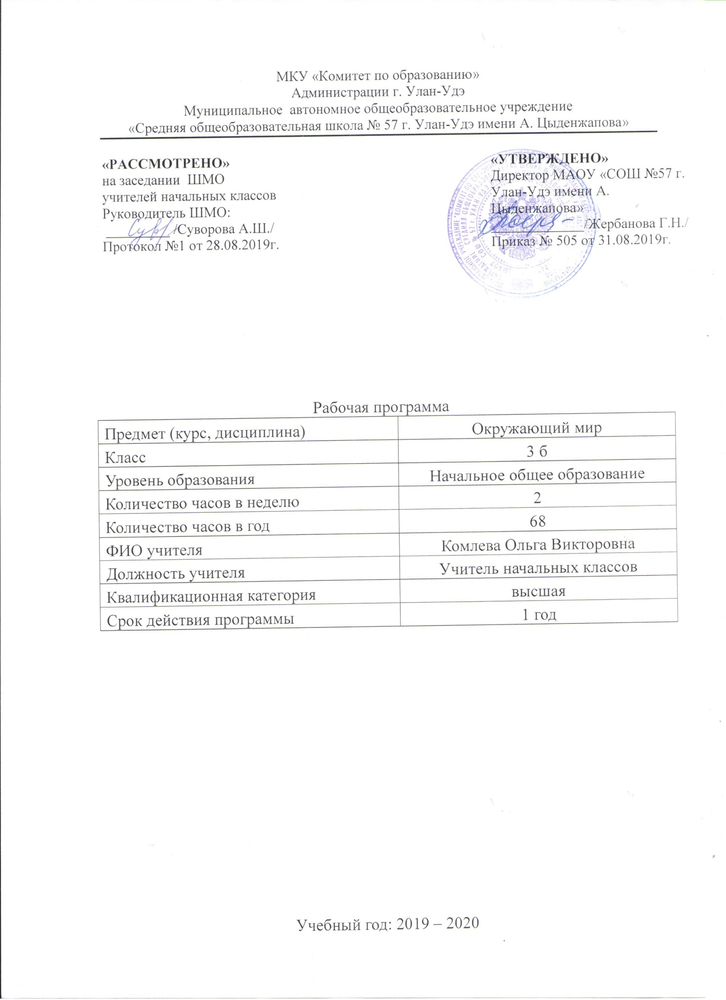 МКУ «Комитет по образованию»
Администрации г. Улан-Удэ
Муниципальное автономное общеобразовательное учреждение
«Средняя общеобразовательная школа № 57 г. Улан-Удэ имени А. Цыденжапова»
«РАССМОТРЕНО»
на заседании ШМО
учителей начальных классов
Руководитель ШМО:
/Суворова А.Ш./
Протокол №1 от 28.08.2019г.
«УТВЕРЖДЕНО»
Директор МАОУ «СОШ №57 г.
Улан-Удэ имени А.
Цыденжапова»
/Жербанова Г.Н./
Приказ № 505 от 31.08.2019г.
Рабочая программа
Предмет (курс, дисциплина) Окружающий мир
Класс 3 б
Уровень образования Начальное общее образование
Количество часов в неделю 2
Количество часов в год 68
ФИО учителя Комлева Ольга Викторовна
Должность учителя Учитель начальных классов
Квалификационная категория высшая
Срок действия программы 1 год
Учебный год: 2019 – 2020